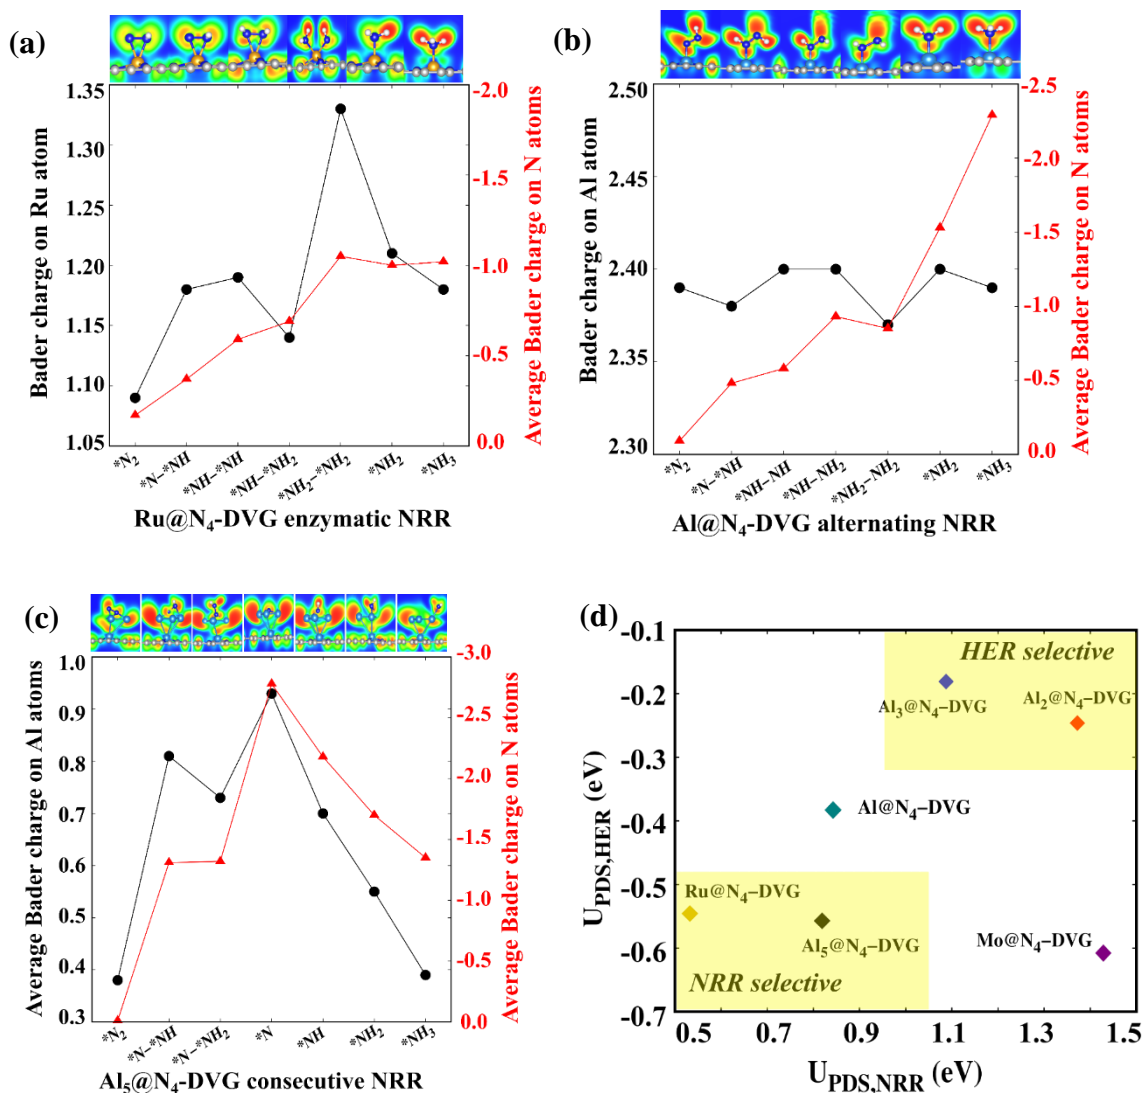 (a)
Bader charge on Ru atom
1.35
1.30
1.25
1.20
1.15
1.10
1.05
-2.0
-1.5
-1.0
-0.5
0.0
Average Bader charge on N atoms
*N₂
*N−*NH
*NH−*NH
*NH−*NH₂
*NH₂−*NH₂
*NH₂
*NH₃
Ru@N₄-DVG enzymatic NRR
(b)
Bader charge on Al atom
2.50
2.45
2.40
2.35
2.30
-2.5
-2.0
-1.5
-1.0
-0.5
0.0
Average Bader charge on N atoms
*N₂
*N−*NH
*NH−NH
*NH−NH₂
*NH₂−NH₂
*NH₂
*NH₃
Al@N₄-DVG alternating NRR
(c)
Average Bader charge on Al atoms
1.0
0.9
0.8
0.7
0.6
0.5
0.4
0.3
-3.0
-2.5
-2.0
-1.5
-1.0
-0.5
0.0
Average Bader charge on N atoms
*N₂
*N−*NH
*N−*NH₂
*N
*NH
*NH₂
*NH₃
Al₅@N₄-DVG consecutive NRR
(d)
U_PDS,HER (eV)
-0.1
-0.2
-0.3
-0.4
-0.5
-0.6
-0.7
HER selective
Al₃@N₄−DVG
Al₂@N₄−DVG
Al@N₄−DVG
Ru@N₄−DVG
Al₅@N₄−DVG
Mo@N₄−DVG
NRR selective
0.5 0.7 0.9 1.1 1.3 1.5
U_PDS,NRR (eV)